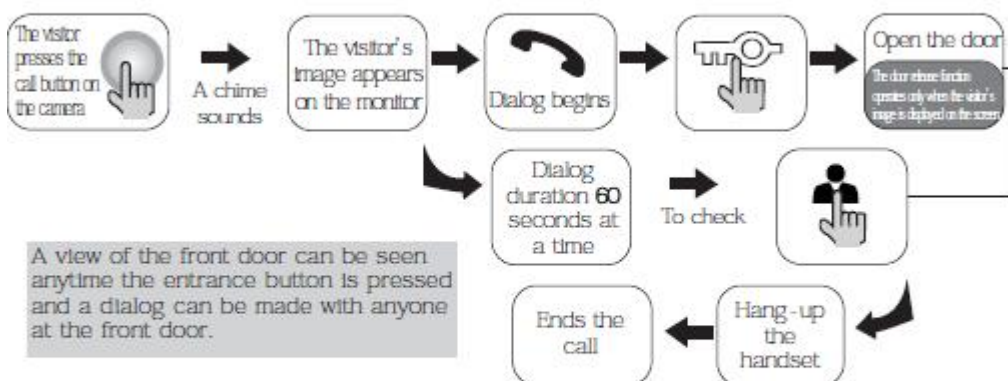 The visitor
presses the
call button on
the camera
A chime
sounds
The visitor's
image appears
on the monitor
Dialog begins
Open the door
The door release function
operates only when the visitor's
image is displayed on the screen.
Dialog
duration 60
seconds at
a time
To check
A view of the front door can be seen
anytime the entrance button is pressed
and a dialog can be made with anyone
at the front door.
Hang-up
the
handset
Ends the
call